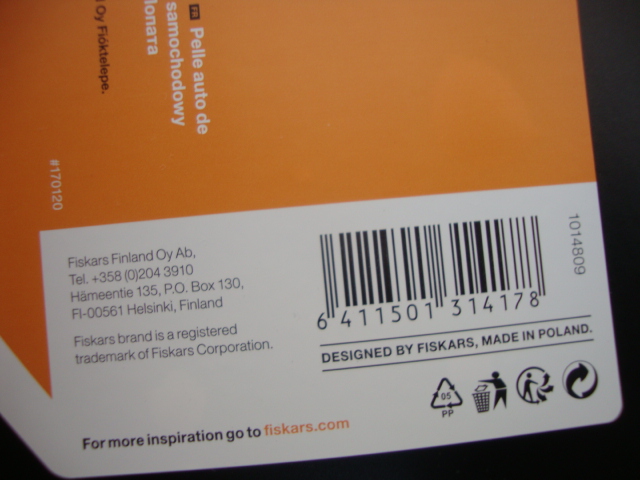 l Oy Fióktelepe.
FR Pelle auto de
samochodowy
лопата
#170120
Fiskars Finland Oy Ab,
Tel. +358 (0)204 3910
Hämeentie 135, P.O. Box 130,
FI-00561 Helsinki, Finland
Fiskars brand is a registered
trademark of Fiskars Corporation.
For more inspiration go to fiskars.com
1014809
6 411501 314178
DESIGNED BY FISKARS, MADE IN POLAND.
05
PP